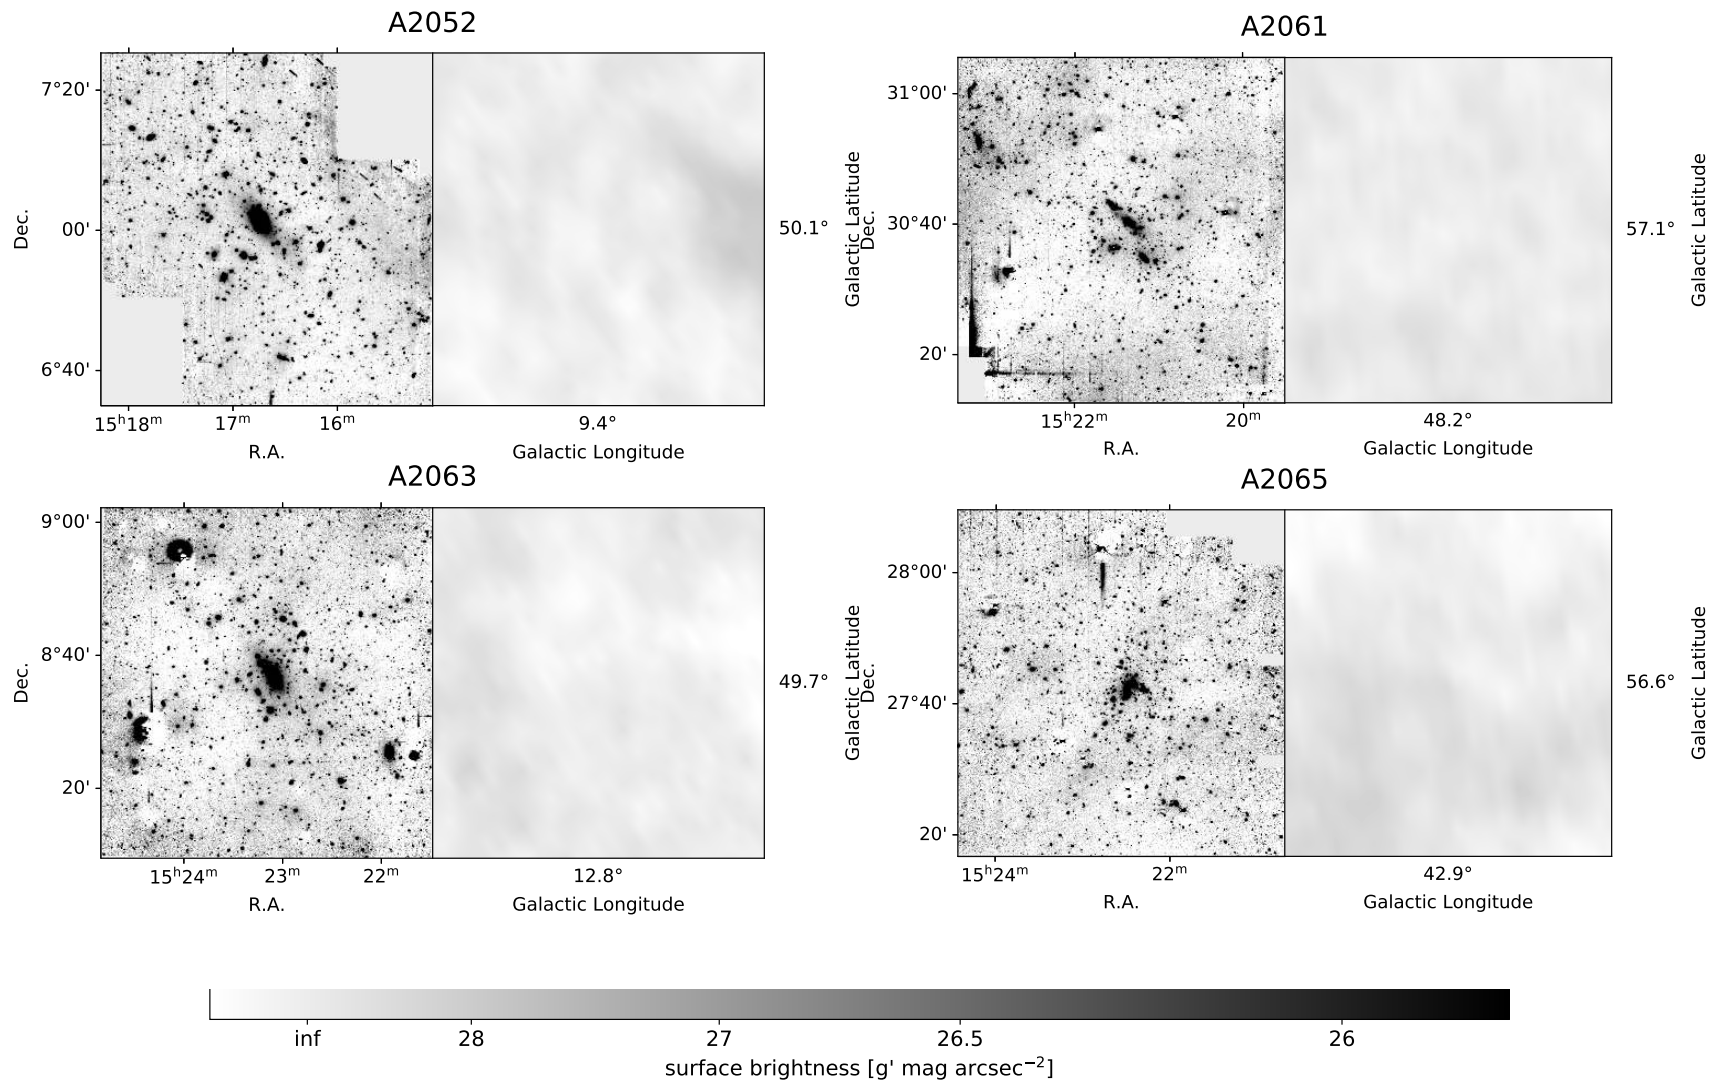 A2052
A2061
7°20'
00'
6°40'
Dec.
15ʰ18ᵐ
17ᵐ
16ᵐ
R.A.
9.4°
Galactic Longitude
50.1°
Galactic Latitude
31°00'
30°40'
20'
Dec.
15ʰ22ᵐ
20ᵐ
R.A.
48.2°
Galactic Longitude
57.1°
Galactic Latitude
A2063
A2065
9°00'
8°40'
20'
Dec.
15ʰ24ᵐ
23ᵐ
22ᵐ
R.A.
12.8°
Galactic Longitude
49.7°
Galactic Latitude
28°00'
27°40'
20'
Dec.
15ʰ24ᵐ
22ᵐ
R.A.
42.9°
Galactic Longitude
56.6°
Galactic Latitude
inf 28 27 26.5 26
surface brightness [g' mag arcsec⁻²]